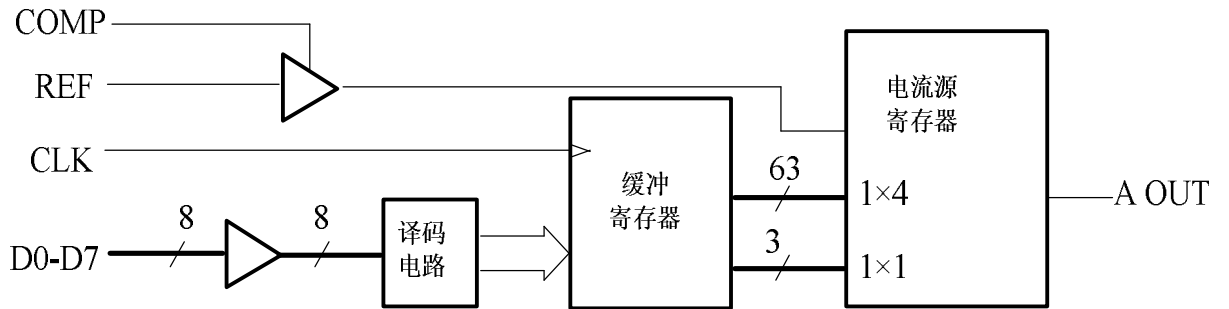 COMP
REF
CLK
D0-D7
8
8
译码
电路
缓冲
寄存器
63
3
电流源
寄存器
1×4
1×1
A OUT